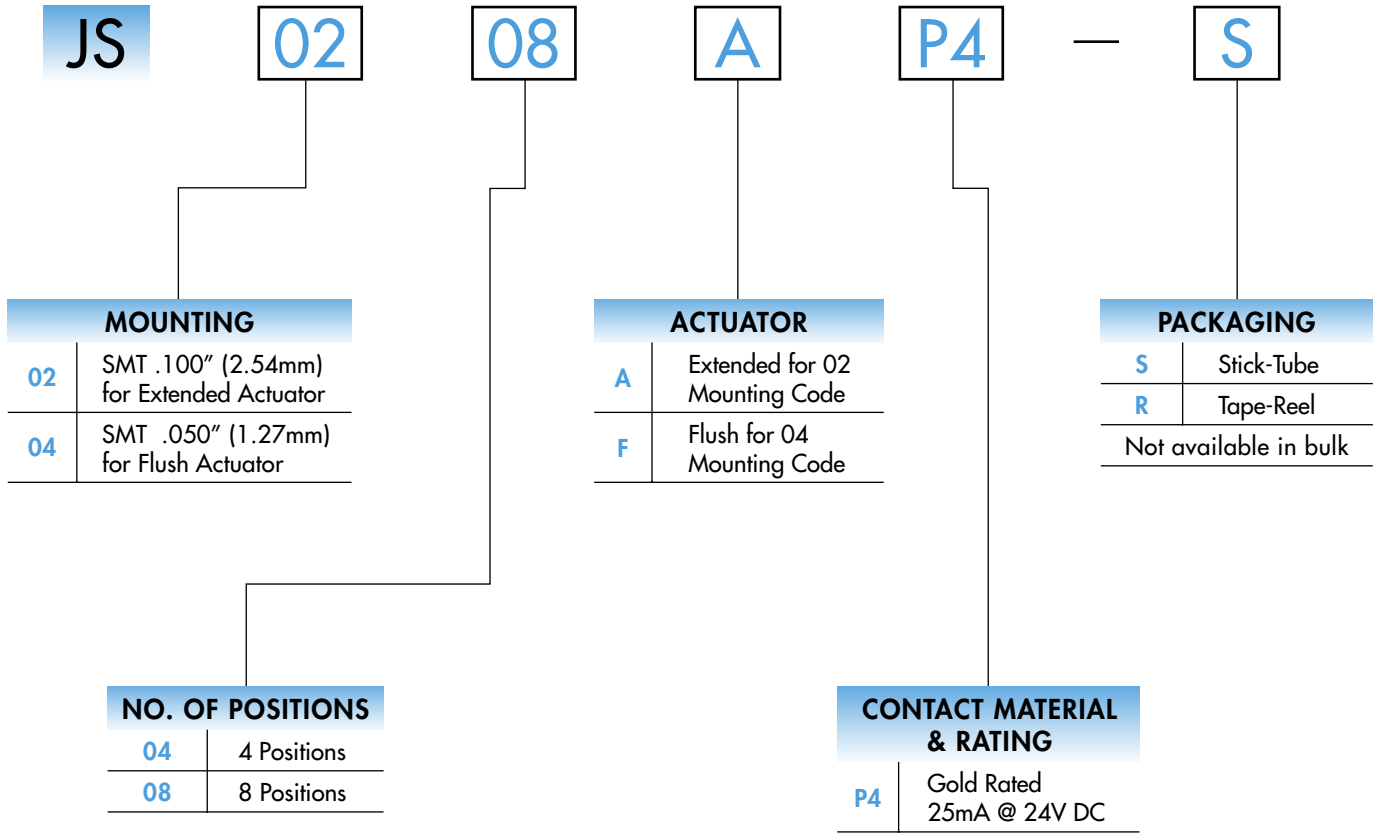 JS 02 08 A P4 — S
MOUNTING
02 SMT .100” (2.54mm)
for Extended Actuator
04 SMT .050” (1.27mm)
for Flush Actuator
ACTUATOR
A Extended for 02
Mounting Code
F Flush for 04
Mounting Code
PACKAGING
S Stick-Tube
R Tape-Reel
Not available in bulk
NO. OF POSITIONS
04 4 Positions
08 8 Positions
CONTACT MATERIAL
& RATING
P4 Gold Rated
25mA @ 24V DC